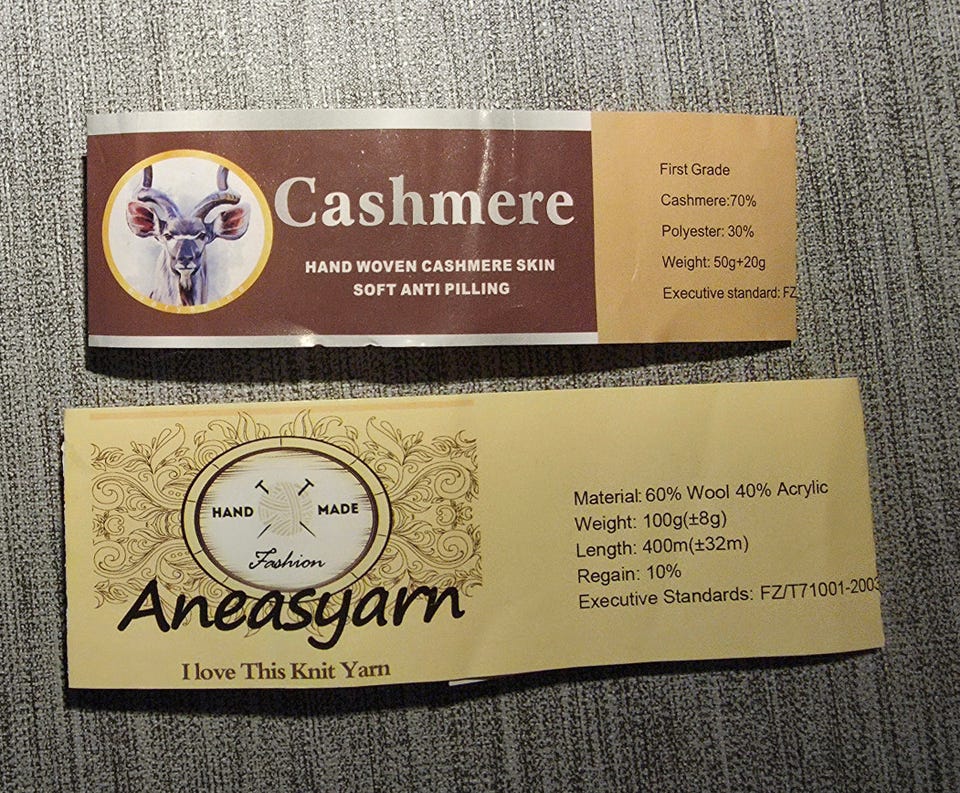 Cashmere
HAND WOVEN CASHMERE SKIN
SOFT ANTI PILLING
First Grade
Cashmere:70%
Polyester: 30%
Weight: 50g+20g
Executive standard: FZ
HAND MADE
Fashion
Aneasyarn
I love This Knit Yarn
Material: 60% Wool 40% Acrylic
Weight: 100g(±8g)
Length: 400m(±32m)
Regain: 10%
Executive Standards: FZ/T71001-2003